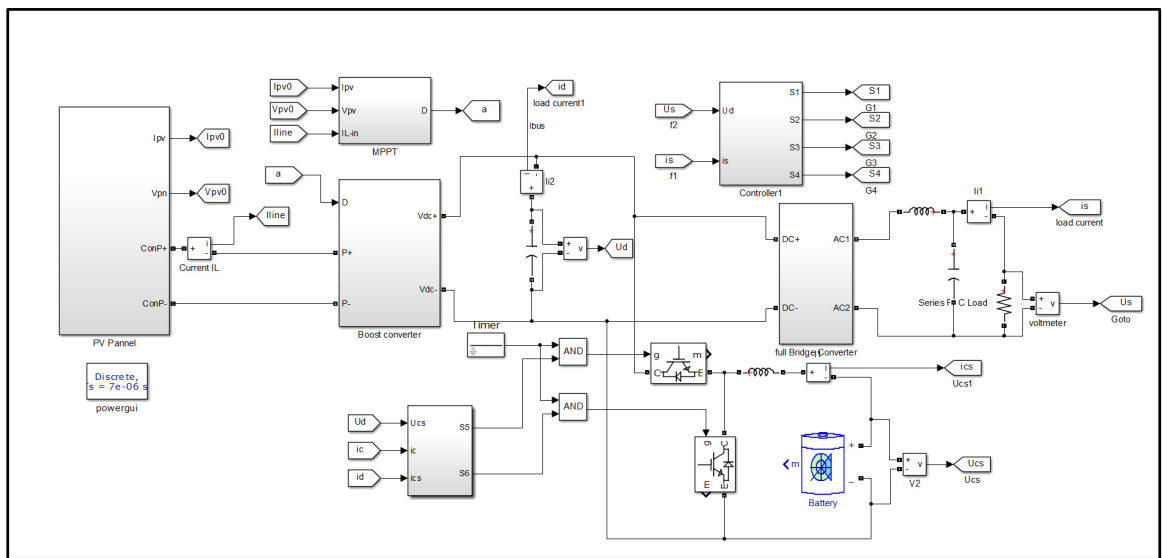 Ipv
Vpn
ConP+
ConP-
PV Pannel
Ipv0
Vpv0
Iline
i
+
-
Current IL
Discrete,
s = 7e-06 s
powergui
Ipv0
Vpv0
Iline
Ipv
Vpv
IL-in
D
MPPT
a
a
D
P+
P-
Vdc+
Vdc-
Boost converter
id
load current1
Ibus
i
-
+
Ii2
+
+
-
v
Ud
Us
f2
is
f1
Ud
is
S1
S2
S3
S4
Controller1
S1
G1
S2
G2
S3
G3
S4
G4
DC+
DC-
AC1
AC2
full Bridge Converter
+
+
Ii1
+
i
-
is
load current
Series
C Load
+
+
-
v
voltmeter
Us
Goto
Timer
AND
AND
Ud
ic
id
Ucs
ic
ics
S5
S6
g
m
C
E
g
C
m
E
+
+
i
-
ics
Ucs1
m
+
-
Battery
+
-
v
V2
Ucs
Ucs